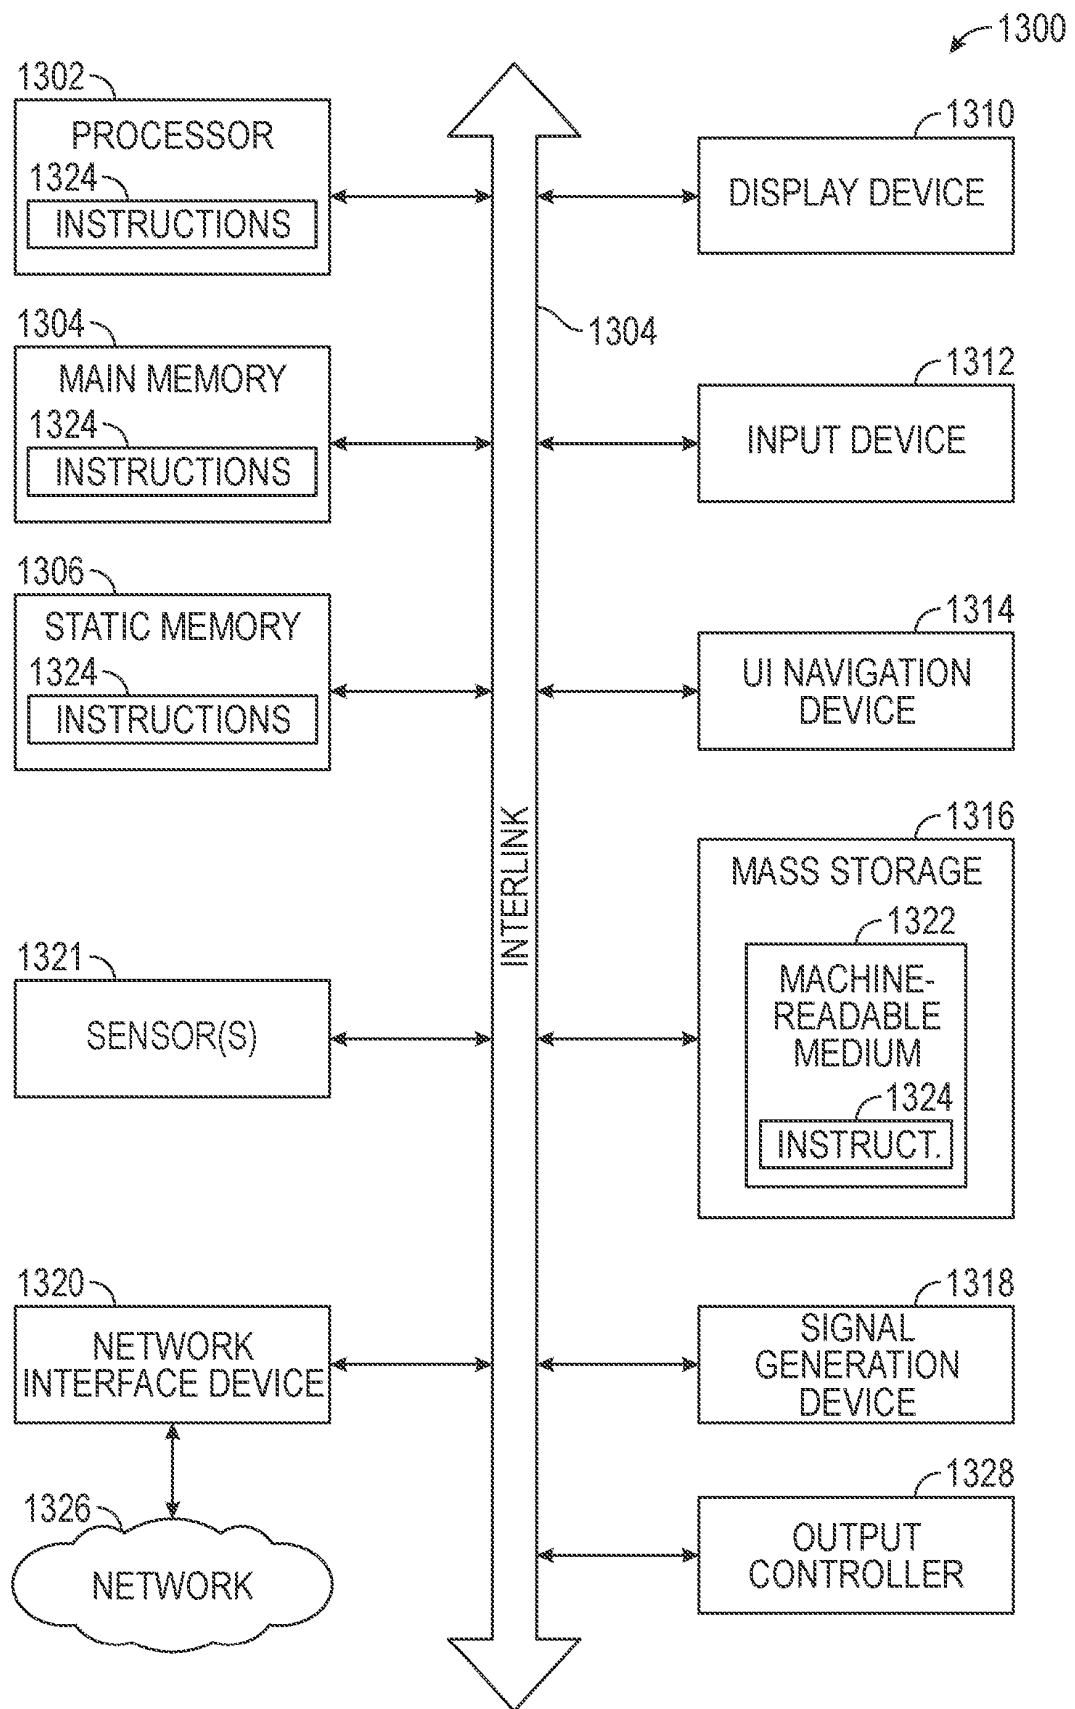 1300
1302
PROCESSOR
1324
INSTRUCTIONS
1304
MAIN MEMORY
1324
INSTRUCTIONS
1306
STATIC MEMORY
1324
INSTRUCTIONS
1321
SENSOR(S)
1320
NETWORK
INTERFACE DEVICE
1326
NETWORK
INTERLINK
1304
1310
DISPLAY DEVICE
1312
INPUT DEVICE
1314
UI NAVIGATION
DEVICE
1316
MASS STORAGE
1322
MACHINE-
READABLE
MEDIUM
1324
INSTRUCT.
1318
SIGNAL
GENERATION
DEVICE
1328
OUTPUT
CONTROLLER